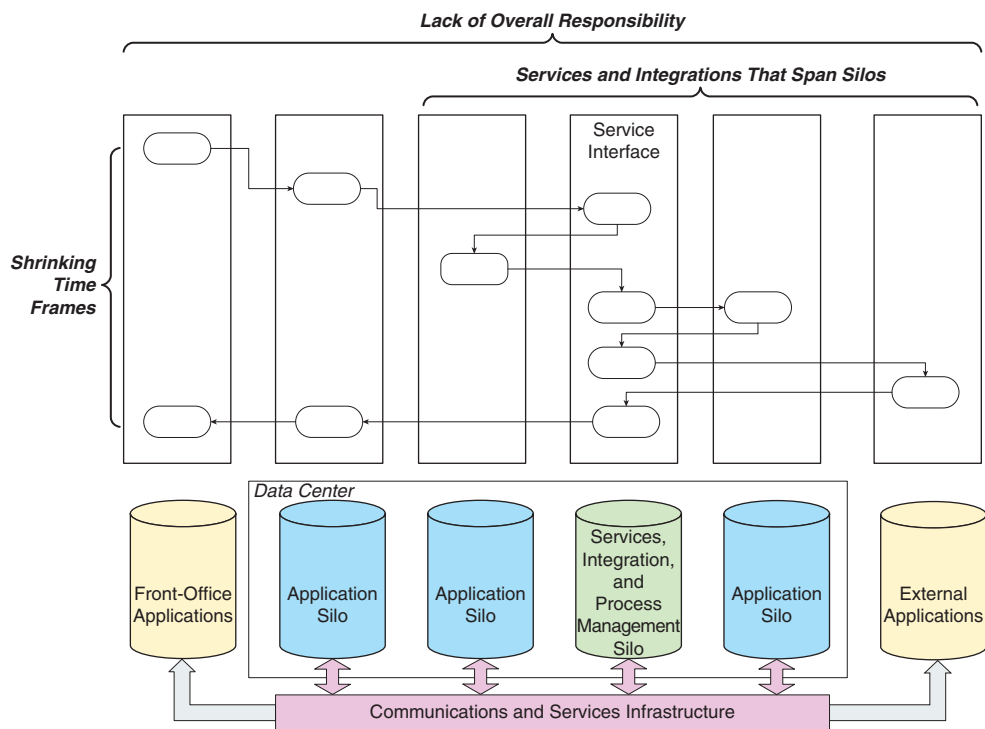 Lack of Overall Responsibility
Services and Integrations That Span Silos
Service
Interface
Shrinking
Time
Frames
Data Center
Front-Office
Applications
Application
Silo
Application
Silo
Services,
Integration,
and
Process
Management
Silo
Application
Silo
External
Applications
Communications and Services Infrastructure